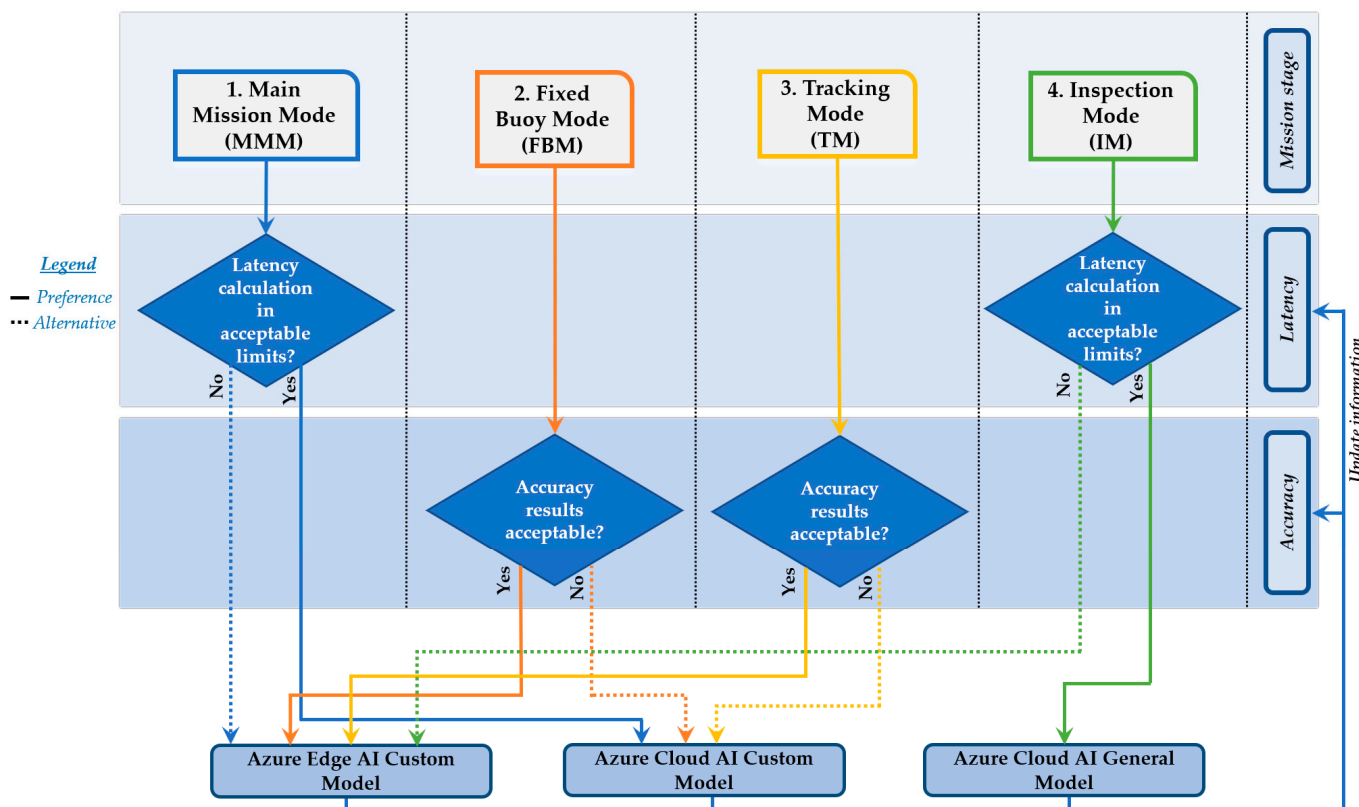 1. Main
Mission Mode
(MMM)
2. Fixed
Buoy Mode
(FBM)
3. Tracking
Mode
(TM)
4. Inspection
Mode
(IM)
Mission stage
Legend
Preference
Alternative
Latency
calculation
in
acceptable
limits?
No
Yes
Latency
calculation
in
acceptable
limits?
No
Yes
Latency
Update information
Accuracy
results
acceptable?
Yes
No
Accuracy
results
acceptable?
Yes
No
Accuracy
Azure Edge AI Custom
Model
Azure Cloud AI Custom
Model
Azure Cloud AI General
Model